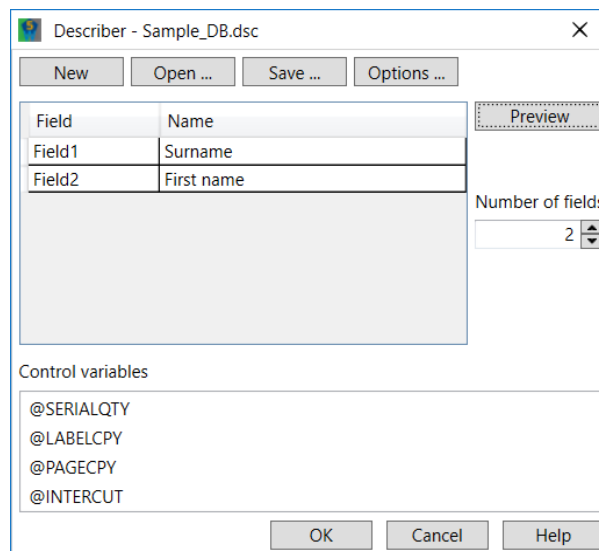 Describer - Sample_DB.dsc
New Open ... Save ... Options ...
Field Name
Field1 Surname
Field2 First name
Preview
Number of fields
2
Control variables
@SERIALQTY
@LABELCPY
@PAGECPY
@INTERCUT
OK Cancel Help